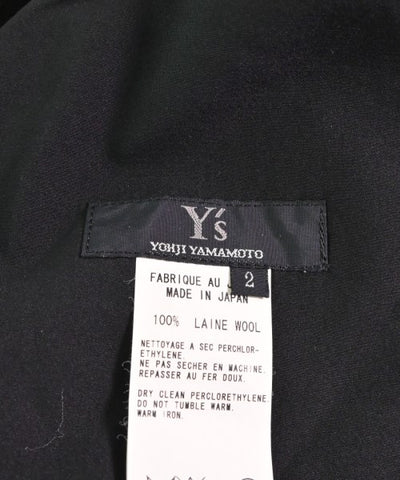 Y's
YOHJI YAMAMOTO
2
FABRIQUE AU
MADE IN JAPAN
100% LAINE WOOL
NETTOYAGE A SEC PERCHLOR-
ETHYLENE.
NE PAS SECHER EN MACHINE.
REPASSER AU FER DOUX.
DRY CLEAN PERCLORETHYLENE.
DO NOT TUMBLE WARM.
WARM IRON.